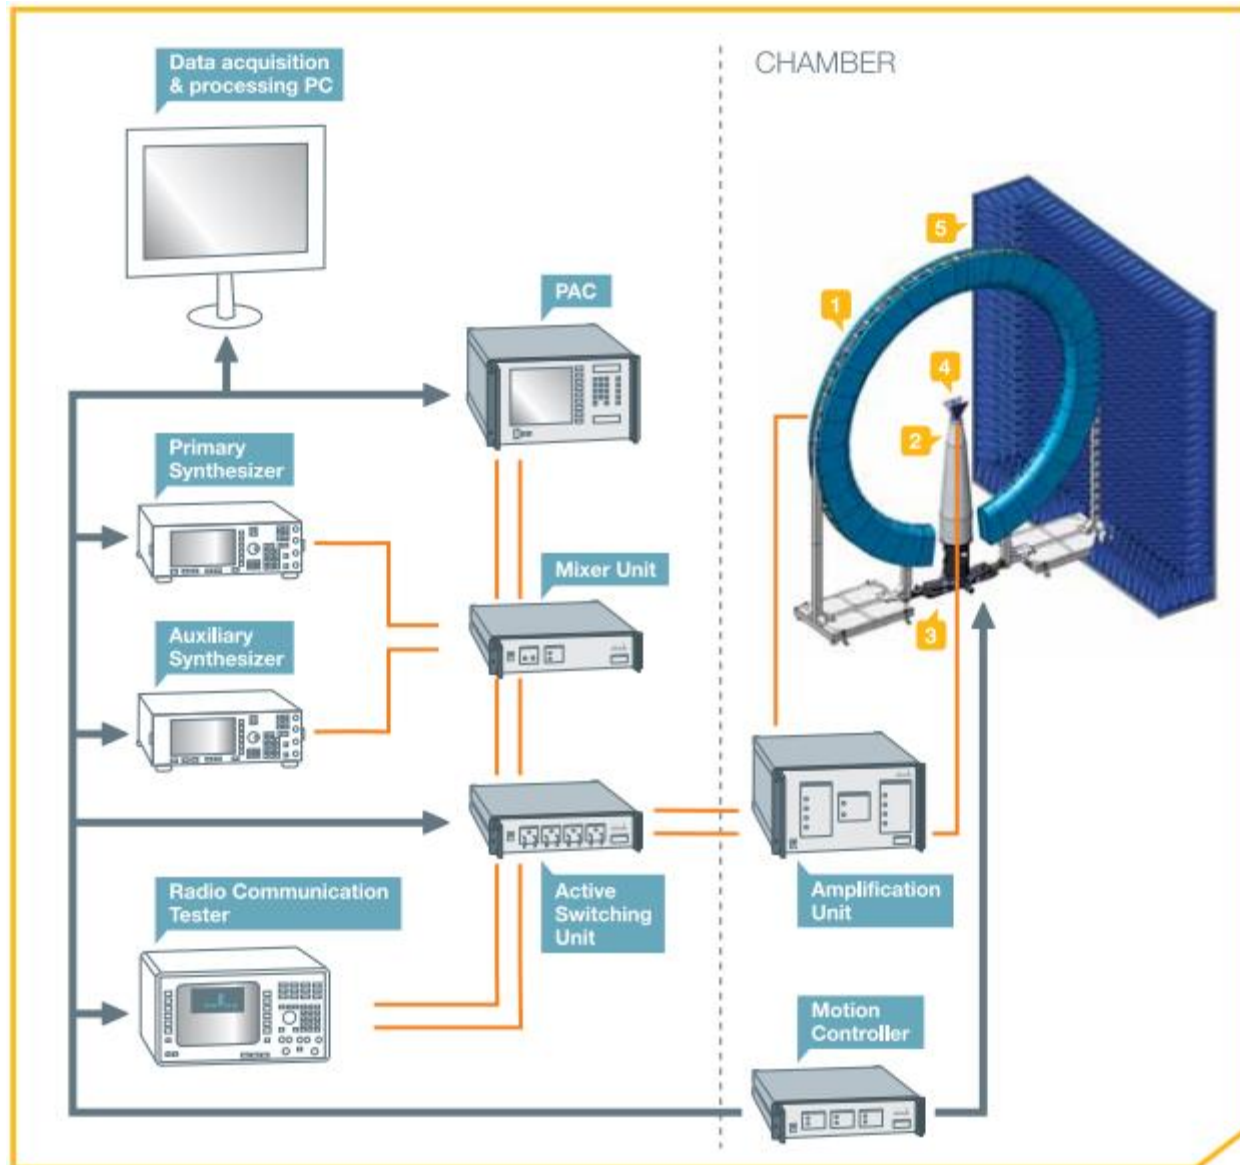 Data acquisition
& processing PC
CHAMBER
5
PAC
1
4
Primary
Synthesizer
2
Mixer Unit
Auxiliary
Synthesizer
3
Radio Communication
Tester
Active
Switching
Unit
Amplification
Unit
Motion
Controller